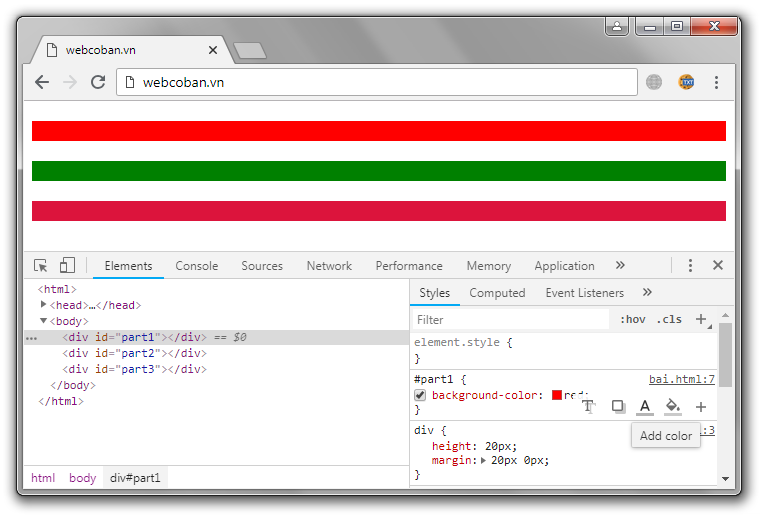 webcoban.vn
webcoban.vn
Elements Console Sources Network Performance Memory Application »
<html>
<head>…</head>
<body>
<div id="part1"></div> == $0
<div id="part2"></div>
<div id="part3"></div>
</body>
</html>
html body div#part1
Styles Computed Event Listeners »
Filter :hov .cls +
element.style {
}
#part1 { bai.html:7
background-color: red;
}
Add color
div { :3
height: 20px;
margin: 20px 0px;
}